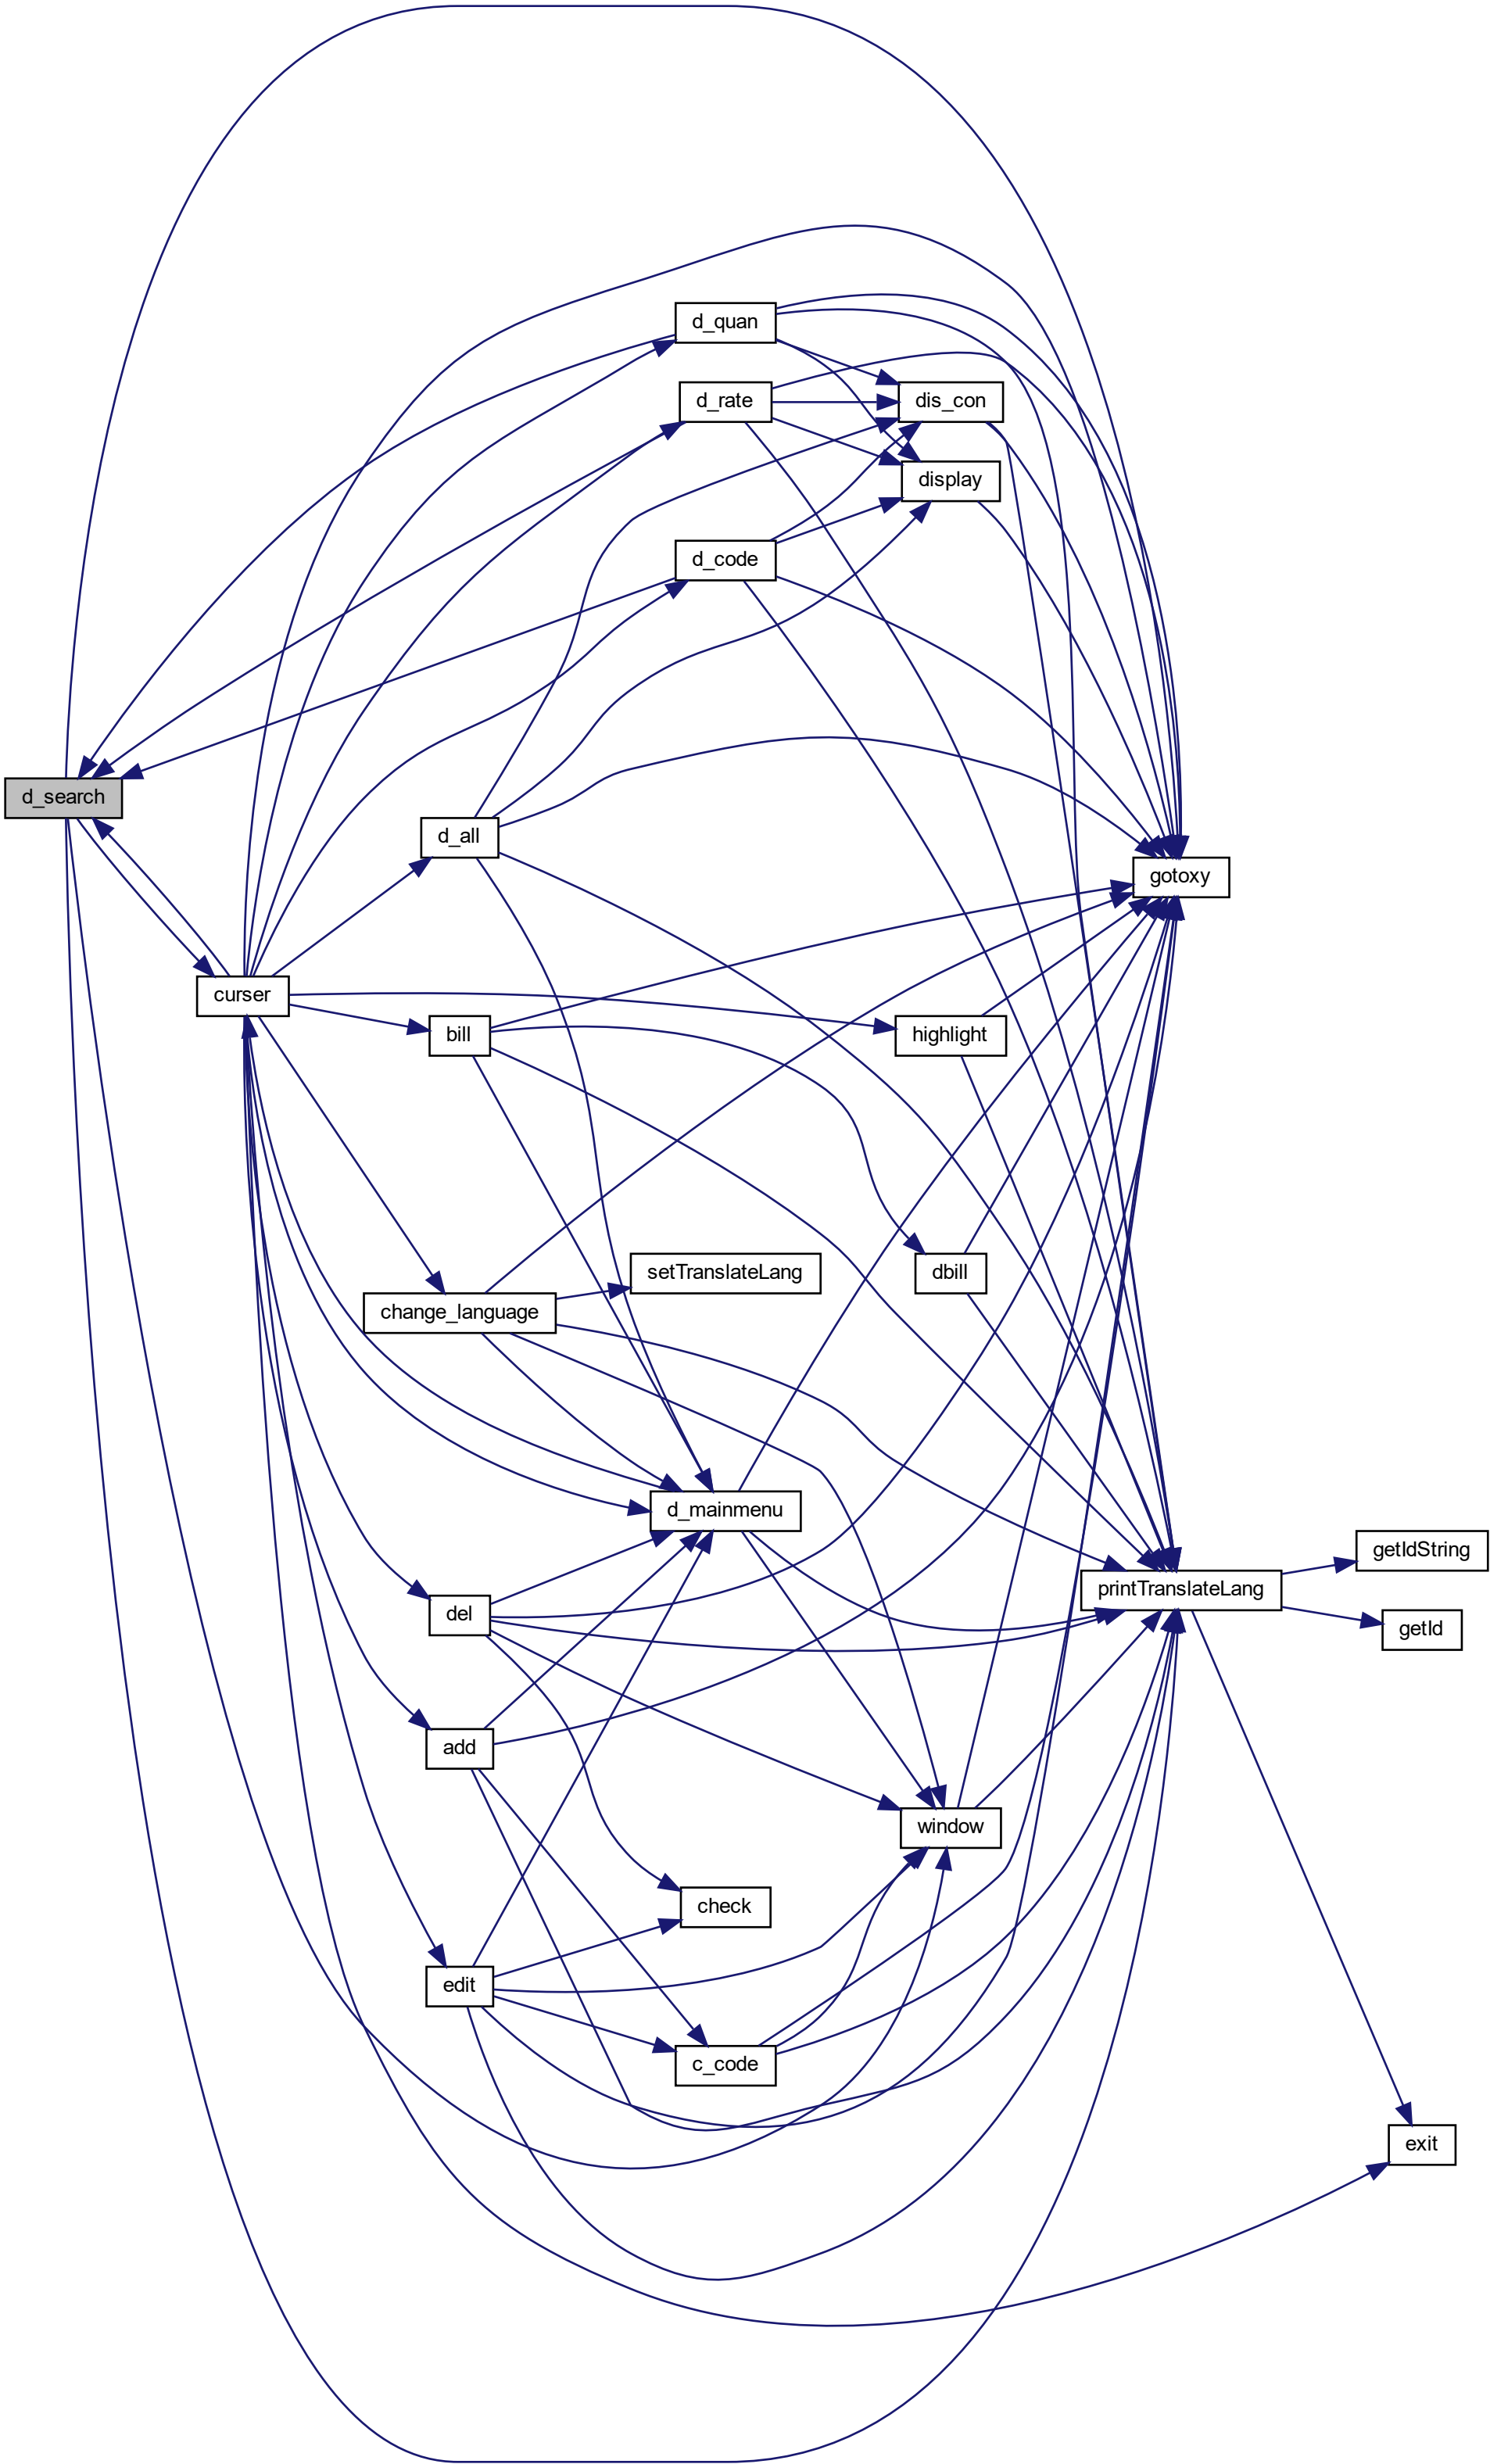 d_quan
d_rate
dis_con
display
d_code
d_search
d_all
gotoxy
curser
bill
highlight
setTranslateLang
dbill
change_language
d_mainmenu
getIdString
printTranslateLang
del
getId
add
window
check
edit
c_code
exit